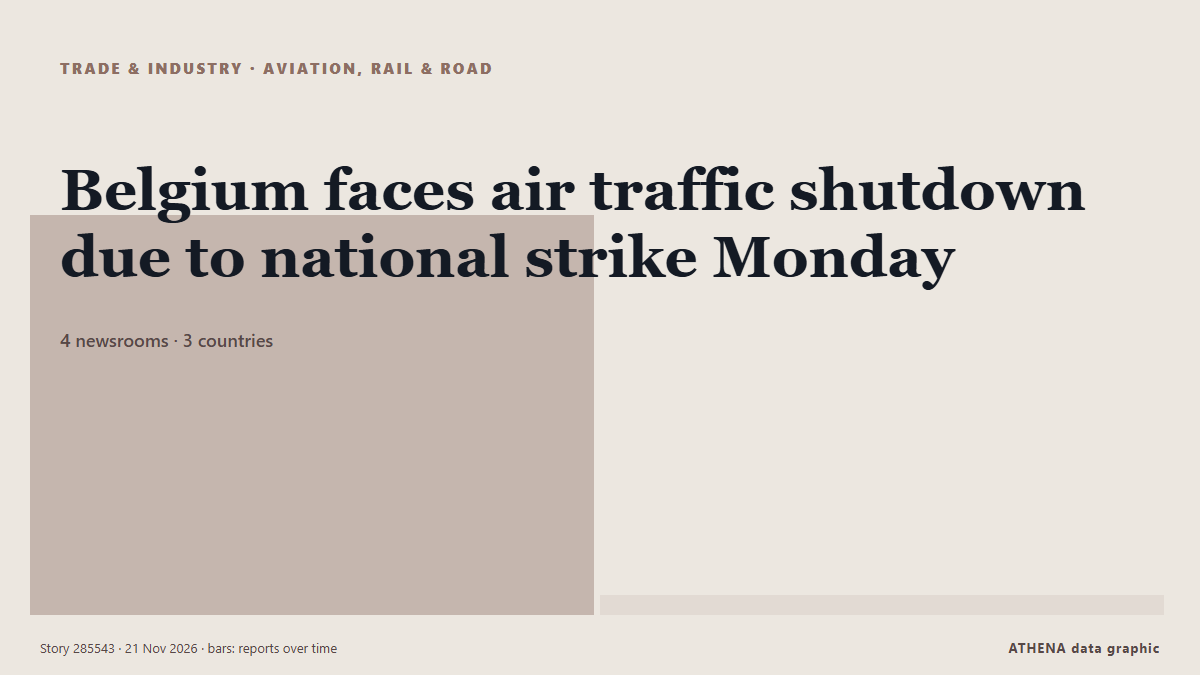 TRADE & INDUSTRY · AVIATION, RAIL & ROAD
Belgium faces air traffic shutdown
due to national strike Monday
4 newsrooms · 3 countries
Story 285543 · 21 Nov 2026 · bars: reports over time
ATHENA data graphic